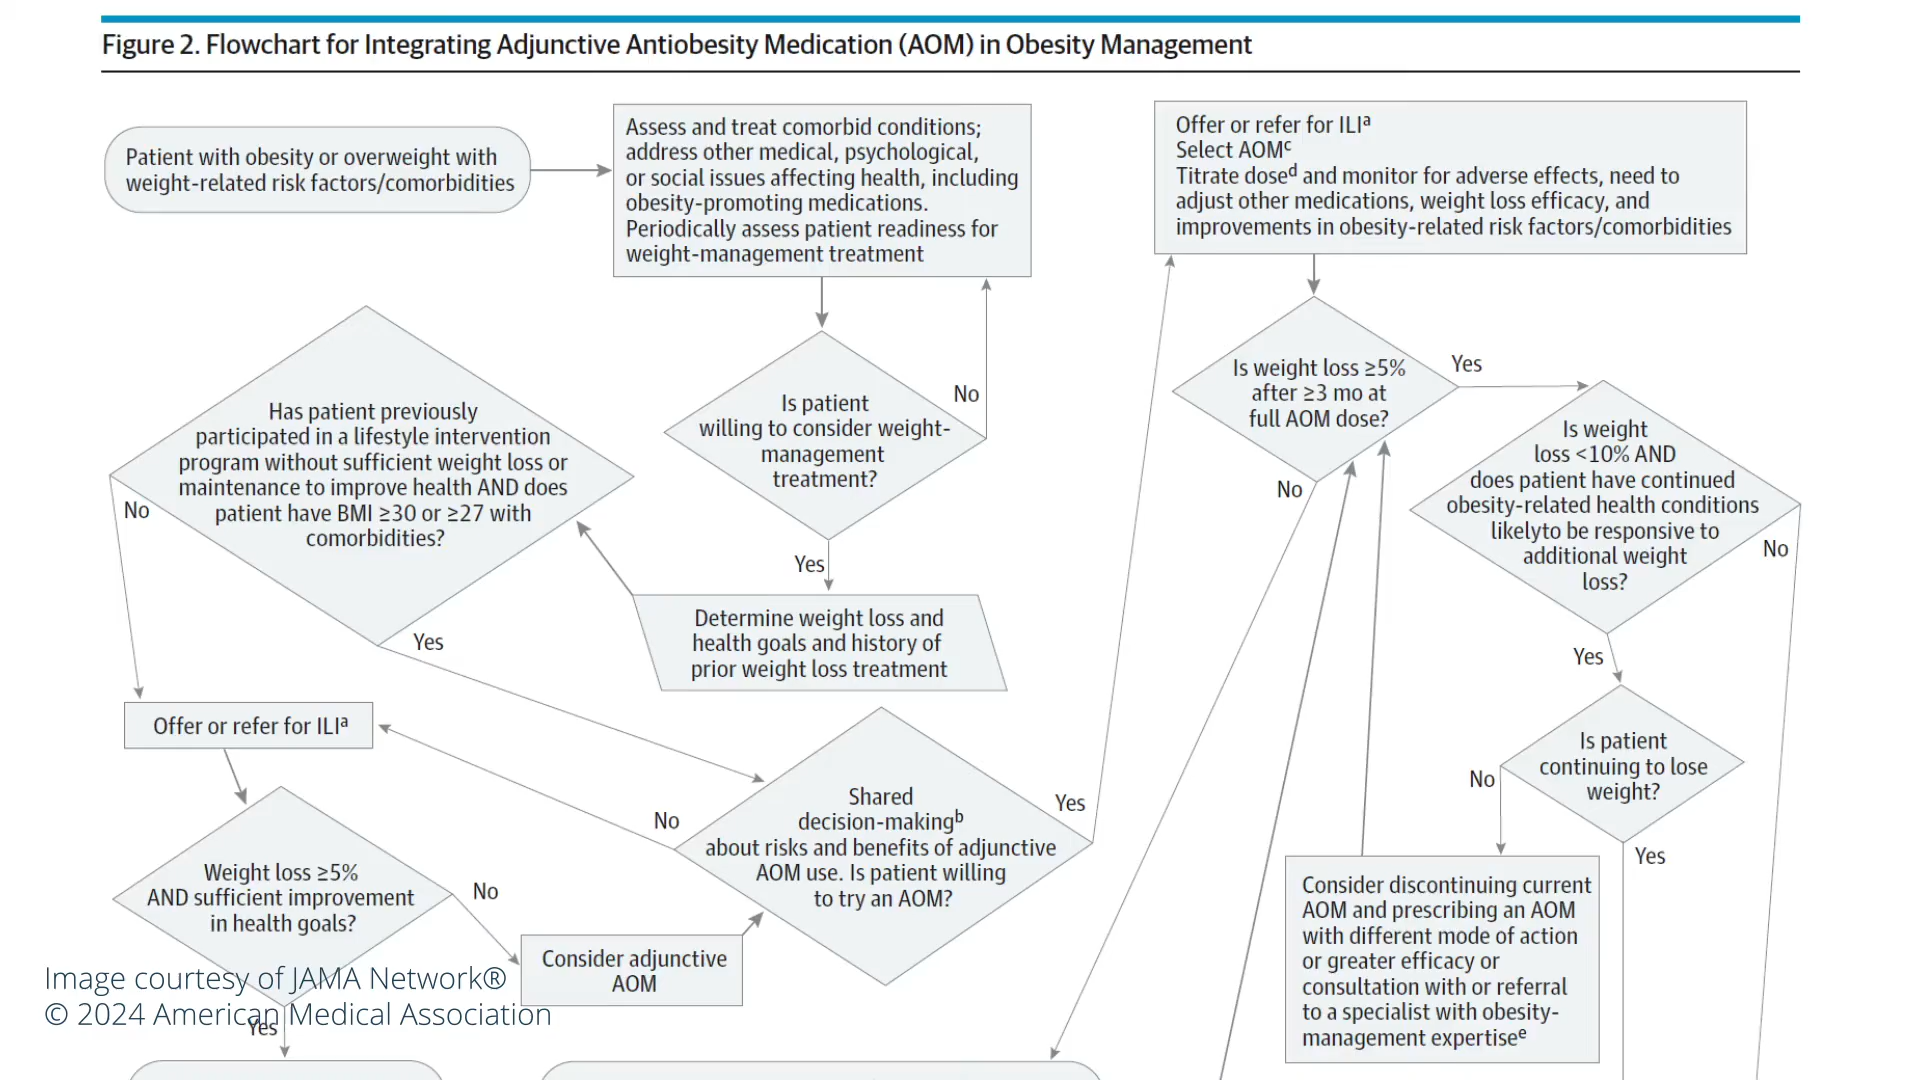 Figure 2. Flowchart for Integrating Adjunctive Antiobesity Medication (AOM) in Obesity Management
Patient with obesity or overweight with
weight-related risk factors/comorbidities
Assess and treat comorbid conditions;
address other medical, psychological,
or social issues affecting health, including
obesity-promoting medications.
Periodically assess patient readiness for
weight-management treatment
Is patient
willing to consider weight-
management
treatment?
No
Yes
Determine weight loss and
health goals and history of
prior weight loss treatment
Has patient previously
participated in a lifestyle intervention
program without sufficient weight loss or
maintenance to improve health AND does
patient have BMI ≥30 or ≥27 with
comorbidities?
No
Yes
Offer or refer for ILIa
Weight loss ≥5%
AND sufficient improvement
in health goals?
No
Yes
Consider adjunctive
AOM
Shared
decision-makingb
about risks and benefits of adjunctive
AOM use. Is patient willing
to try an AOM?
No
Yes
Offer or refer for ILIa
Select AOMc
Titrate dosed and monitor for adverse effects, need to
adjust other medications, weight loss efficacy, and
improvements in obesity-related risk factors/comorbidities
Is weight loss ≥5%
after ≥3 mo at
full AOM dose?
Yes
No
Is weight
loss <10% AND
does patient have continued
obesity-related health conditions
likelyto be responsive to
additional weight
loss?
No
Yes
Is patient
continuing to lose
weight?
No
Yes
Consider discontinuing current
AOM and prescribing an AOM
with different mode of action
or greater efficacy or
consultation with or referral
to a specialist with obesity-
management expertisee
Image courtesy of JAMA Network®
© 2024 American Medical Association